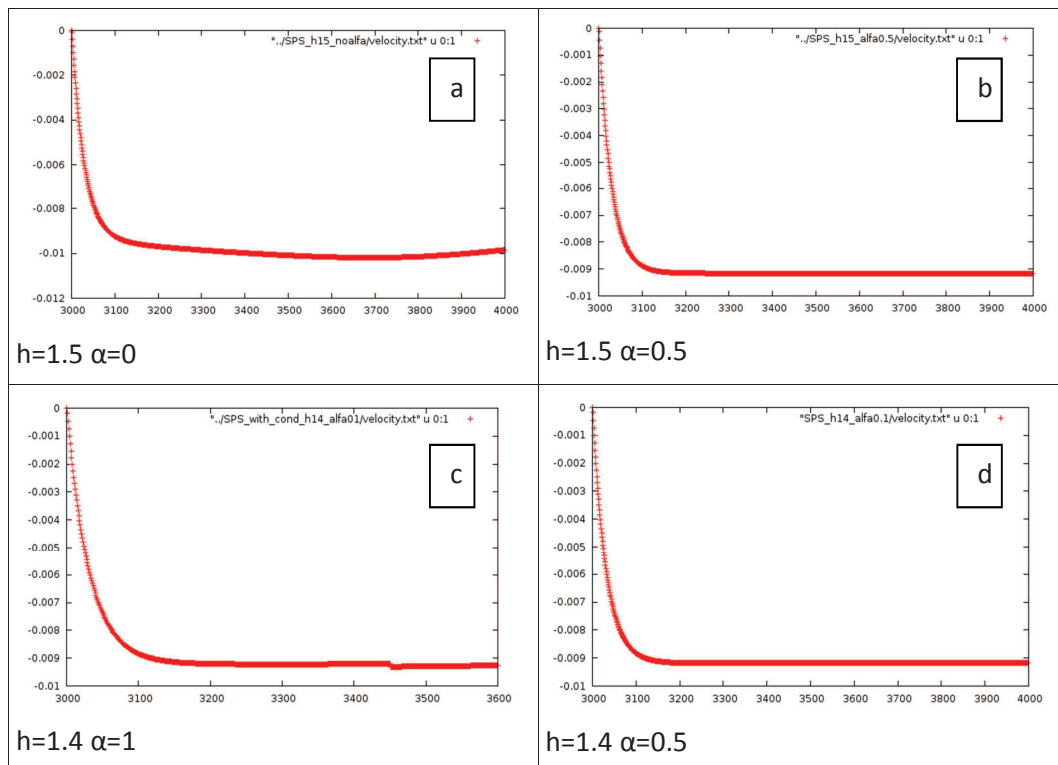 "../SPS_h15_noalfa/velocity.txt" u 0:1
a
0
-0.002
-0.004
-0.006
-0.008
-0.01
-0.012
3000 3100 3200 3300 3400 3500 3600 3700 3800 3900 4000
h=1.5 α=0
"../SPS_h15_alfa0.5/velocity.txt" u 0:1
b
0
-0.001
-0.002
-0.003
-0.004
-0.005
-0.006
-0.007
-0.008
-0.009
-0.01
3000 3100 3200 3300 3400 3500 3600 3700 3800 3900 4000
h=1.5 α=0.5
"../SPS_with_cond_h14_alfa01/velocity.txt" u 0:1
c
0
-0.001
-0.002
-0.003
-0.004
-0.005
-0.006
-0.007
-0.008
-0.009
-0.01
3000 3100 3200 3300 3400 3500 3600
h=1.4 α=1
"SPS_h14_alfa0.1/velocity.txt" u 0:1
d
0
-0.001
-0.002
-0.003
-0.004
-0.005
-0.006
-0.007
-0.008
-0.009
-0.01
3000 3100 3200 3300 3400 3500 3600 3700 3800 3900 4000
h=1.4 α=0.5